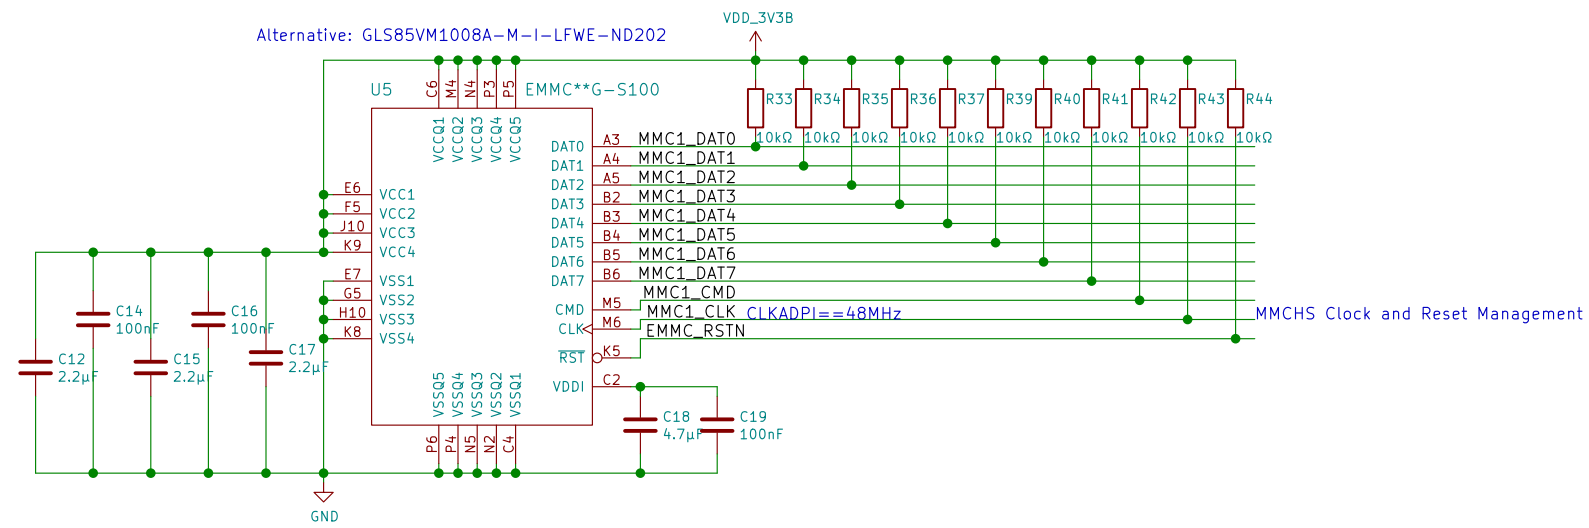 VDD_3V3B
Alternative: GLS85VM1008A-M-I-LFWE-ND202
U5
EMMC**G-S100
C6 M4 N4 P3 P5
VCCQ1 VCCQ2 VCCQ3 VCCQ4 VCCQ5
R33 R34 R35 R36 R37 R39 R40 R41 R42 R43 R44
10kΩ 10kΩ 10kΩ 10kΩ 10kΩ 10kΩ 10kΩ 10kΩ 10kΩ 10kΩ 10kΩ
DAT0 A3 MMC1_DAT0
DAT1 A4 MMC1_DAT1
DAT2 A5 MMC1_DAT2
DAT3 B2 MMC1_DAT3
DAT4 B3 MMC1_DAT4
DAT5 B4 MMC1_DAT5
DAT6 B5 MMC1_DAT6
DAT7 B6 MMC1_DAT7
CMD M5 MMC1_CMD
CLK M6 MMC1_CLK CLKADPI==48MHz
MMCHS Clock and Reset Management
RST K5 EMMC_RSTN
VDDI C2
E6 VCC1
F5 VCC2
J10 VCC3
K9 VCC4
E7 VSS1
G5 VSS2
H10 VSS3
K8 VSS4
C14
100nF
C16
100nF
C12
2.2µF
C15
2.2µF
C17
2.2µF
VSSQ5 VSSQ4 VSSQ3 VSSQ2 VSSQ1
P6 P4 N5 N2 C4
C18
4.7µF
C19
100nF
GND